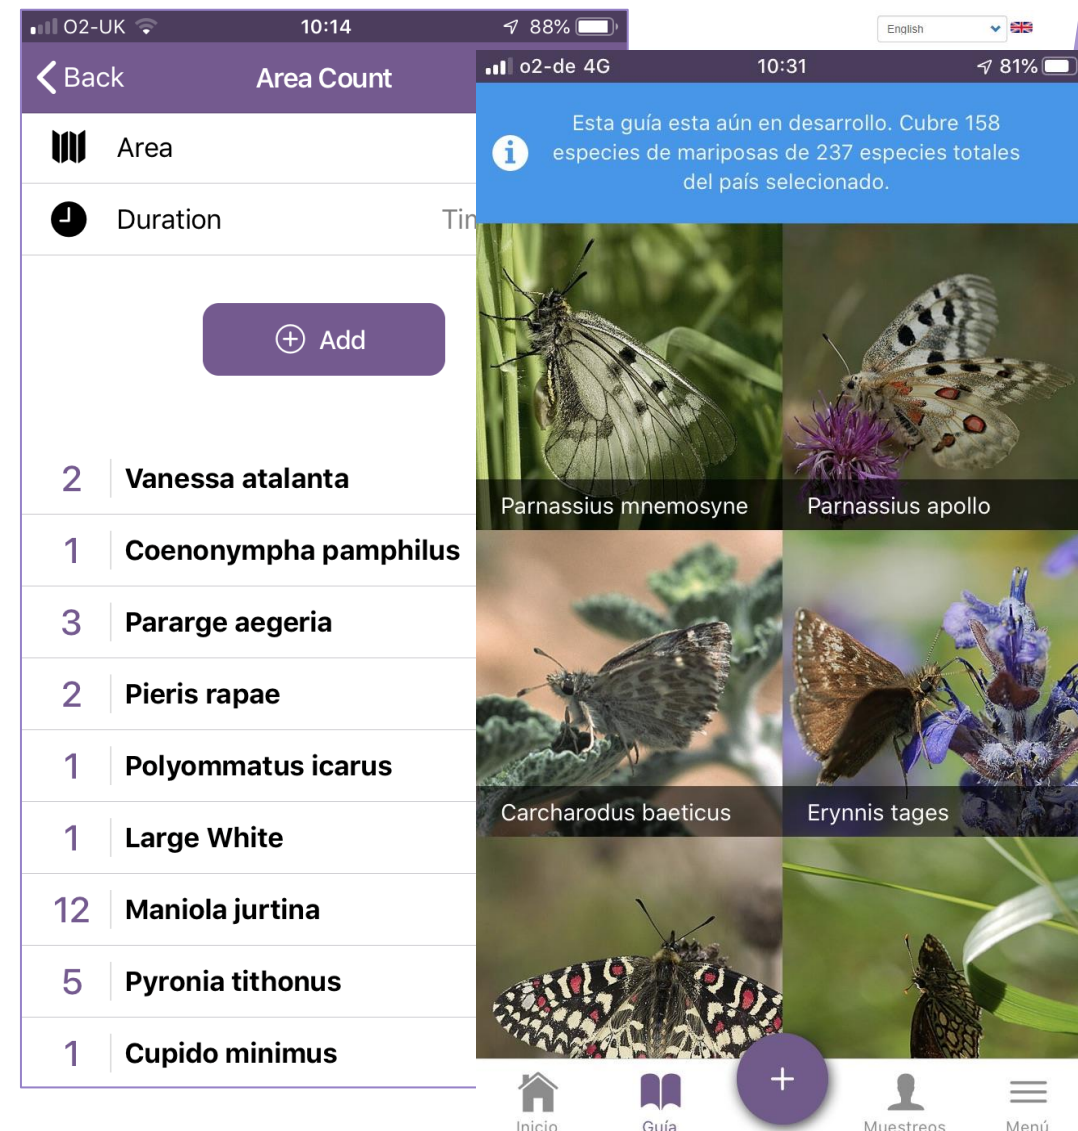 O2-UK 10:14 88%
Back Area Count
Area
Duration
Add
2 Vanessa atalanta
1 Coenonympha pamphilus
3 Pararge aegeria
2 Pieris rapae
1 Polyommatus icarus
1 Large White
12 Maniola jurtina
5 Pyronia tithonus
1 Cupido minimus
English
o2-de 4G 10:31 81%
Esta guía esta aún en desarrollo. Cubre 158
especies de mariposas de 237 especies totales
del país selecionado.
Parnassius mnemosyne Parnassius apollo
Carcharodus baeticus Erynnis tages
Inicio Guía Muestreos Menú